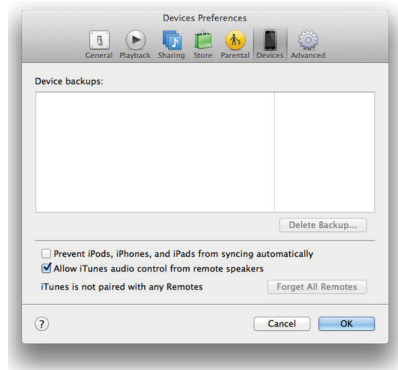 Devices Preferences
General Playback Sharing Store Parental Devices Advanced
Device backups:
Delete Backup...
Prevent iPods, iPhones, and iPads from syncing automatically
Allow iTunes audio control from remote speakers
iTunes is not paired with any Remotes
Forget All Remotes
?
Cancel
OK